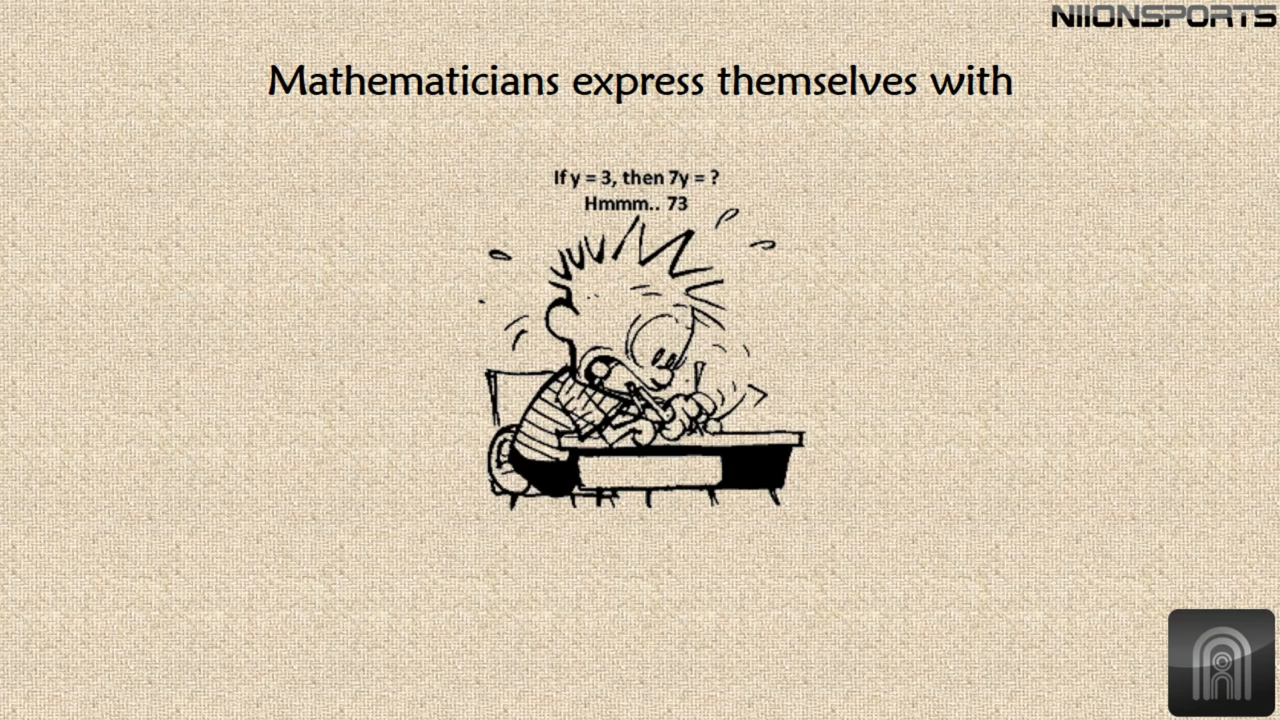 NIIONSPORTS
Mathematicians express themselves with
If y = 3, then 7y = ?
Hmmm.. 73